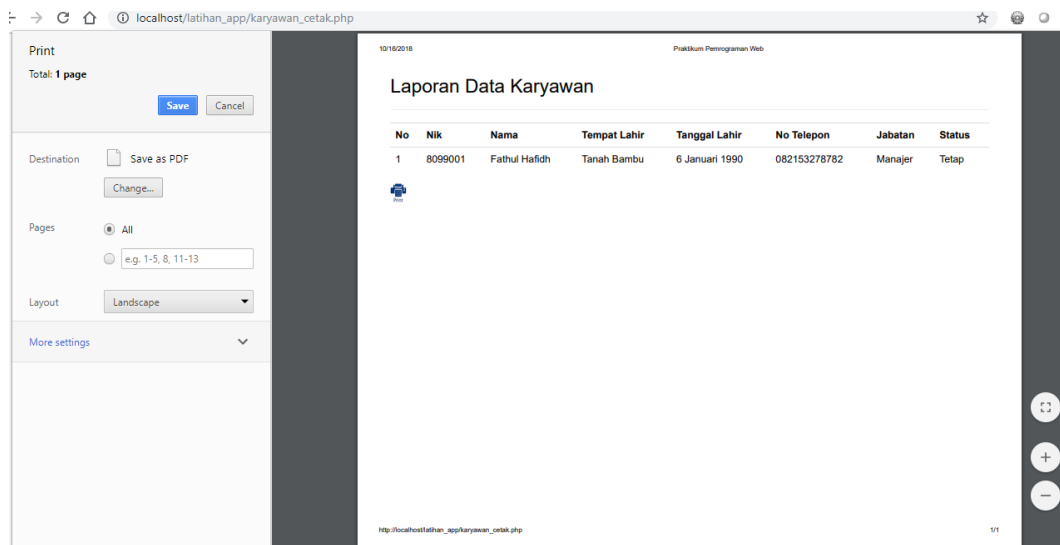 localhost/latihan_app/karyawan_cetak.php
Print
Total: 1 page
Save Cancel
Destination Save as PDF
Change...
Pages All
e.g. 1-5, 8, 11-13
Layout Landscape
More settings
10/16/2018 Praktikum Pemrograman Web
Laporan Data Karyawan
No Nik Nama Tempat Lahir Tanggal Lahir No Telepon Jabatan Status
1 8099001 Fathul Hafidh Tanah Bambu 6 Januari 1990 082153278782 Manajer Tetap
Print
http://localhost/latihan_app/karyawan_cetak.php 1/1